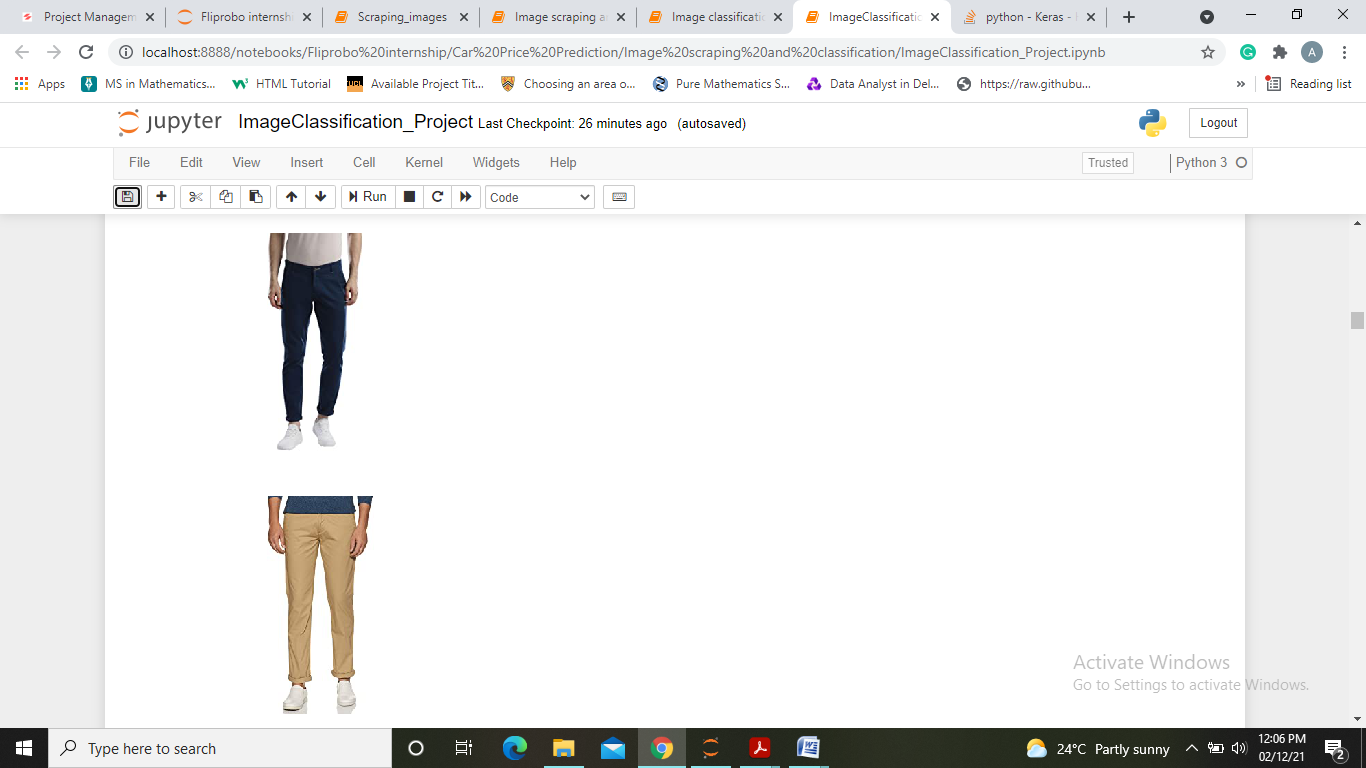 Project Managem
Fliprobo internsh
Scraping_images
Image scraping a
Image classificatio
ImageClassificatio
python - Keras -
localhost:8888/notebooks/Fliprobo%20internship/Car%20Price%20Prediction/Image%20scraping%20and%20classification/ImageClassification_Project.ipynb
G
A
Apps
MS in Mathematics...
HTML Tutorial
Available Project Tit...
Choosing an area o...
Pure Mathematics S...
Data Analyst in Del...
https://raw.githubu...
»
Reading list
jupyter
ImageClassification_Project Last Checkpoint: 26 minutes ago (autosaved)
Logout
File Edit View Insert Cell Kernel Widgets Help
Trusted
Python 3
Run
Code
Activate Windows
Go to Settings to activate Windows.
Type here to search
24°C Partly sunny
12:06 PM
02/12/21
2